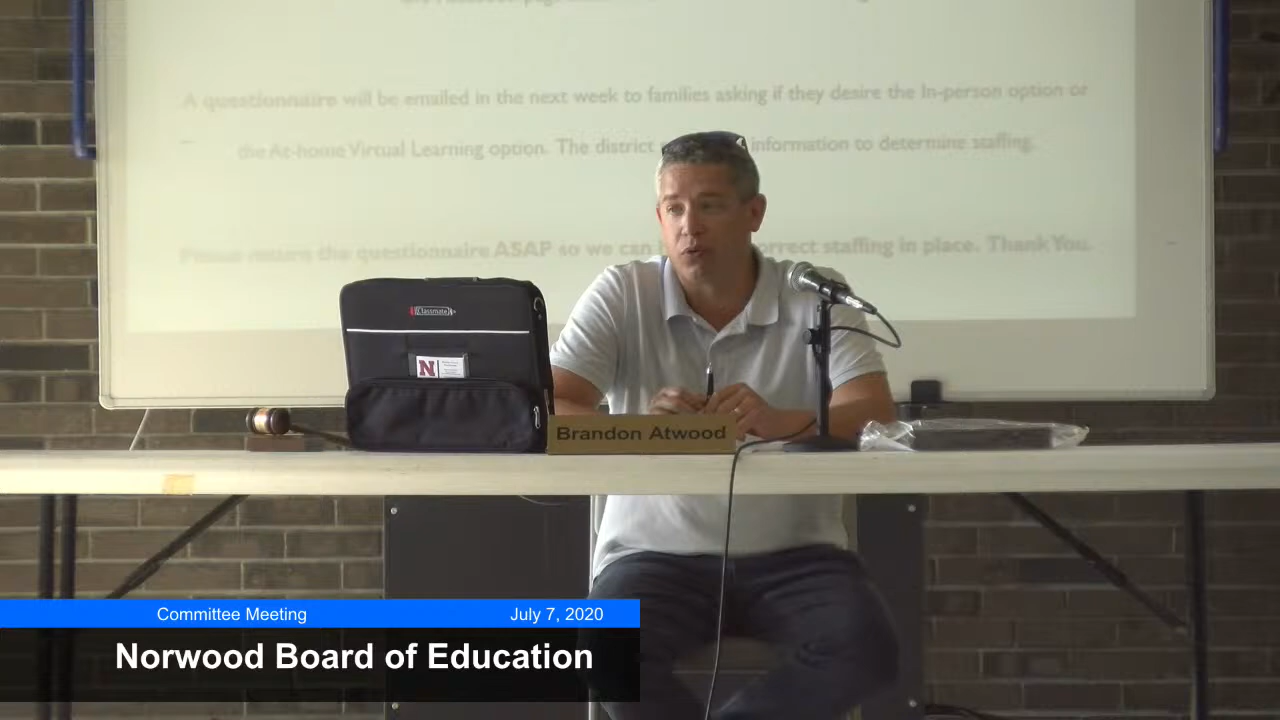 A questionnaire will be emailed in the next week to families asking if they desire the In-person option or
the At-home Virtual Learning option. The district information to determine staffing.
Please return the questionnaire ASAP so we can orrect staffing in place. Thank You.
Classmate
N
Brandon Atwood
Committee Meeting July 7, 2020
Norwood Board of Education